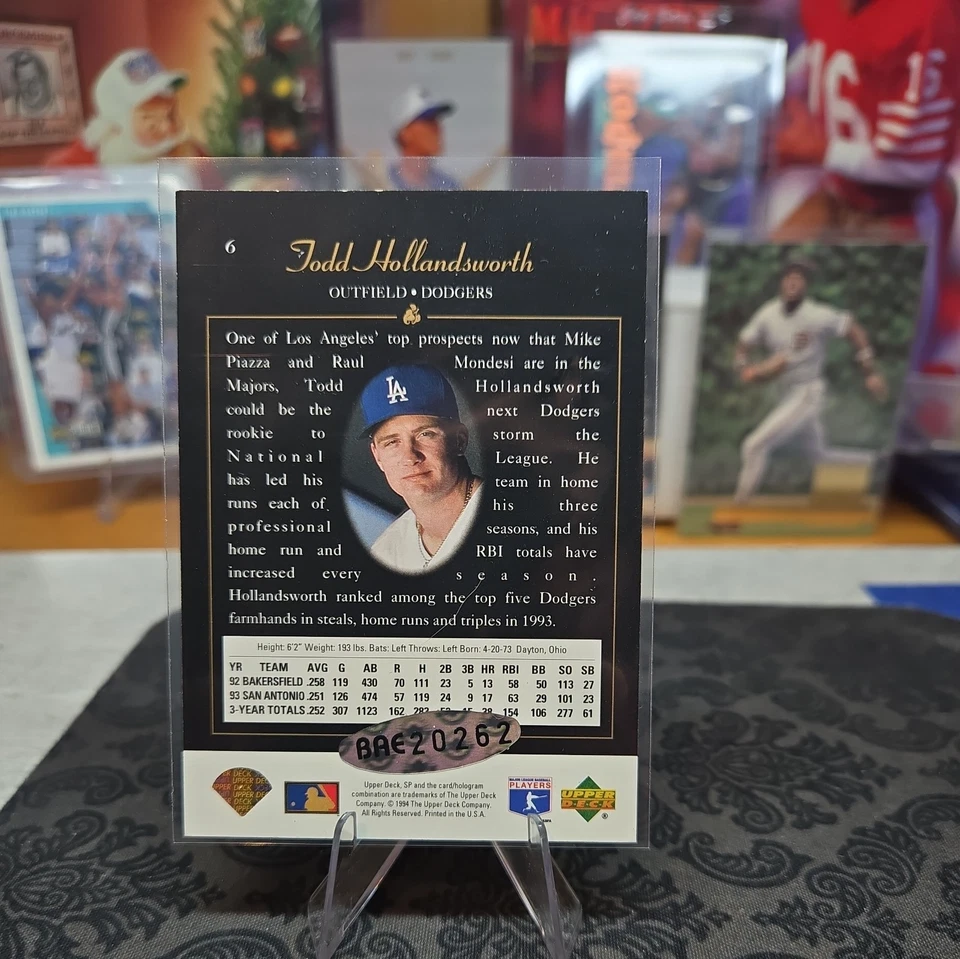 6
Todd Hollandsworth
OUTFIELD • DODGERS
One of Los Angeles' top prospects now that Mike
Piazza and Raul Mondesi are in the
Majors, Todd Hollandsworth
could be the next Dodgers
rookie to storm the
National League. He
has led his team in home
runs each of his three
professional seasons, and his
home run and RBI totals have
increased every season.
Hollandsworth ranked among the top five Dodgers
farmhands in steals, home runs and triples in 1993.
Height: 6'2" Weight: 193 lbs. Bats: Left Throws: Left Born: 4-20-73 Dayton, Ohio
YR TEAM AVG G AB R H 2B 3B HR RBI BB SO SB
92 BAKERSFIELD .258 119 430 70 111 23 5 13 58 50 113 27
93 SAN ANTONIO .251 126 474 57 119 24 9 17 63 29 101 23
3-YEAR TOTALS .252 307 1123 162 283 38 154 106 277 61
BAE20262
UPPER DECK
Upper Deck, SP and the card/hologram
combination are trademarks of The Upper Deck
Company. © 1994 The Upper Deck Company.
All Rights Reserved. Printed in the U.S.A.
MAJOR LEAGUE BASEBALL
PLAYERS
UPPER
DECK
®
16